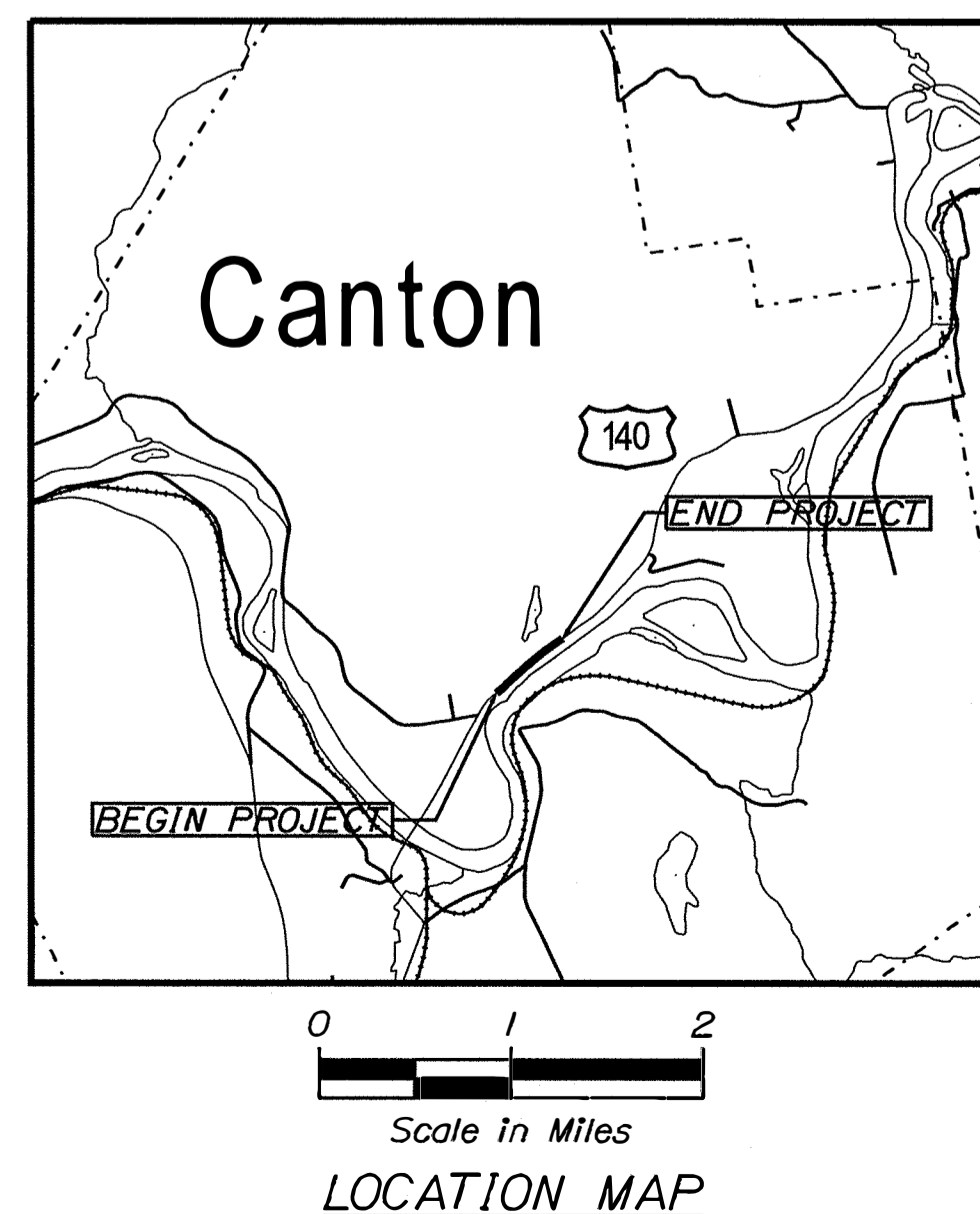 Canton
140
END PROJECT
BEGIN PROJECT
0 1 2
Scale in Miles
LOCATION MAP